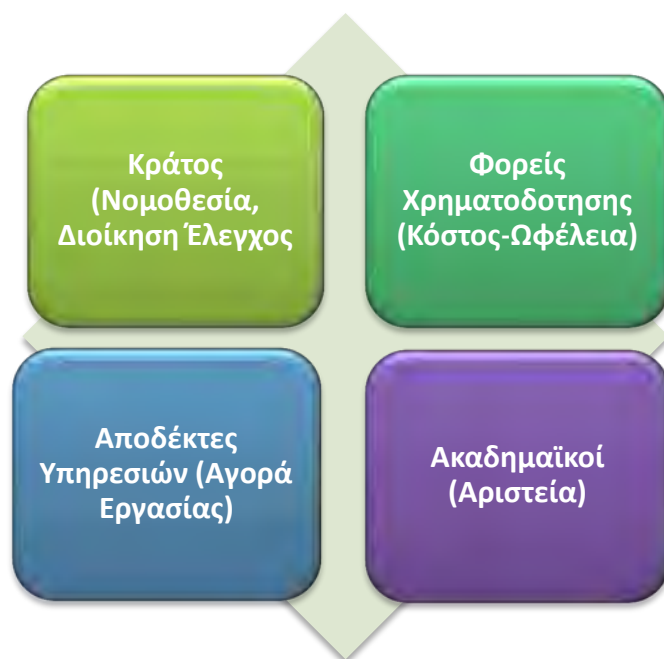 Κράτος
(Νομοθεσία,
Διοίκηση Έλεγχος
Φορείς
Χρηματοδοτησης
(Κόστος-Ωφέλεια)
Αποδέκτες
Υπηρεσιών (Αγορά
Εργασίας)
Ακαδημαϊκοί
(Αριστεία)